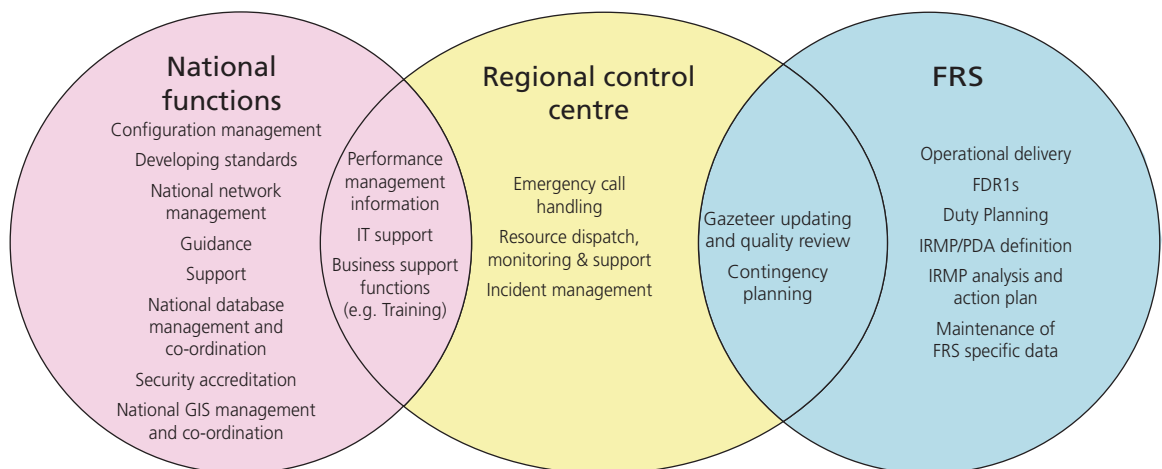 National
functions
Configuration management
Developing standards
National network
management
Guidance
Support
National database
management and
co-ordination
Security accreditation
National GIS management
and co-ordination
Performance
management
information
IT support
Business support
functions
(e.g. Training)
Regional control
centre
Emergency call
handling
Resource dispatch,
monitoring & support
Incident management
Gazeteer updating
and quality review
Contingency
planning
FRS
Operational delivery
FDR1s
Duty Planning
IRMP/PDA definition
IRMP analysis and
action plan
Maintenance of
FRS specific data